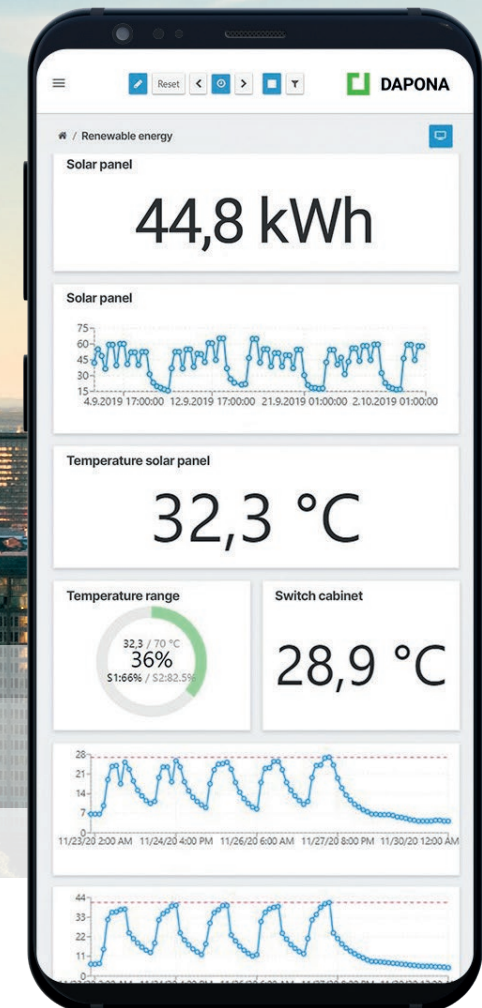 Reset
DAPONA
/ Renewable energy
Solar panel
44,8 kWh
Solar panel
75
60
45
30
15
4.9.2019 17:00:00 12.9.2019 17:00:00 21.9.2019 01:00:00 2.10.2019 01:00:00
Temperature solar panel
32,3 °C
Temperature range
32,3 / 70 °C
36%
S1:66% / S2:82.5%
Switch cabinet
28,9 °C
28
21
14
7
0
11/23/20 2:00 AM 11/24/20 4:00 PM 11/26/20 6:00 AM 11/27/20 8:00 PM 11/30/20 12:00 AM
44
33
22
11